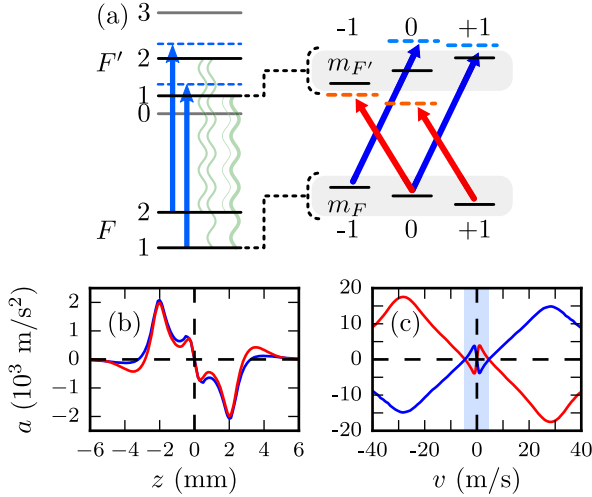 (a)
3
F′
2
1
0
F
2
1
-1 0 +1
m_F′
m_F
-1 0 +1
a (10³ m/s²)
(b)
2
1
0
−1
−2
−6 −4 −2 0 2 4 6
z (mm)
(c)
20
10
0
-10
-20
-40 -20 0 20 40
v (m/s)